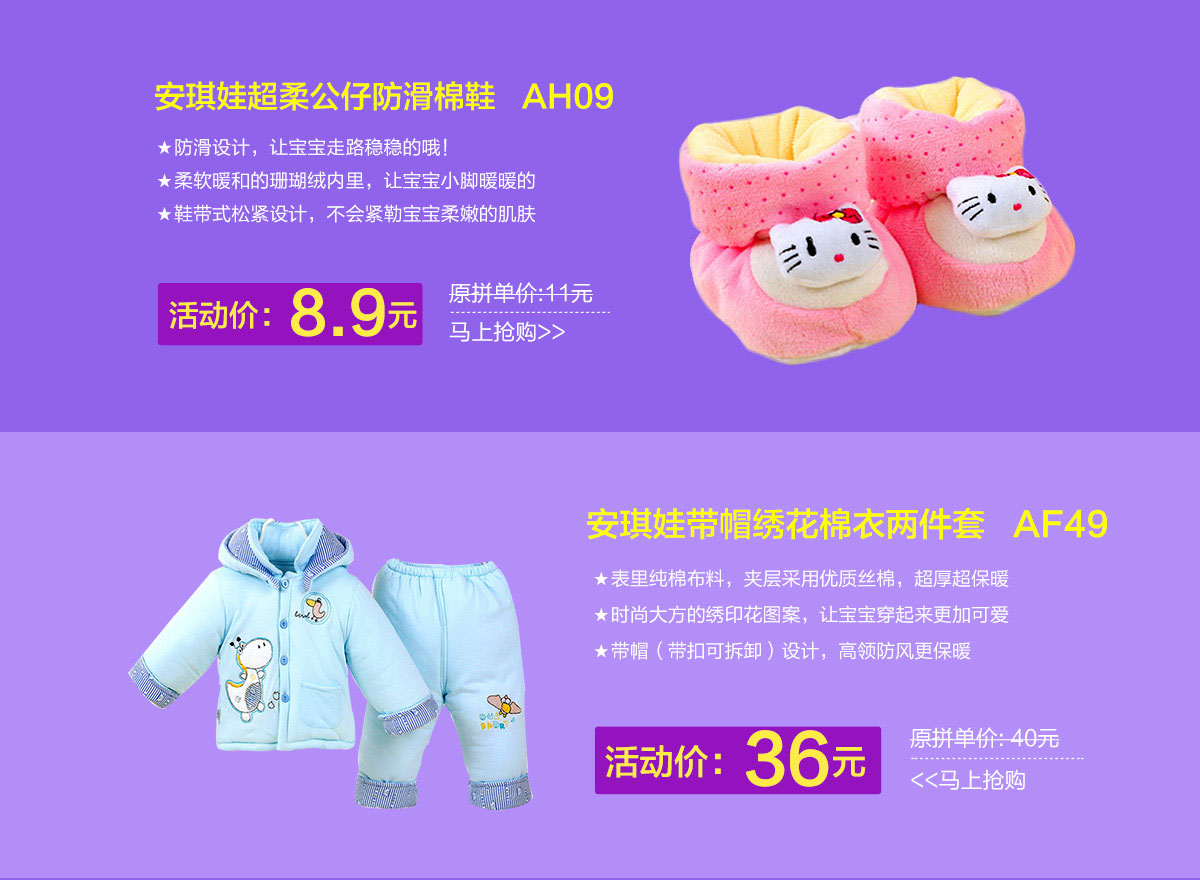 安琪娃超柔公仔防滑棉鞋 AH09
★防滑设计，让宝宝走路稳稳的哦！
★柔软暖和的珊瑚绒内里，让宝宝小脚暖暖的
★鞋带式松紧设计，不会紧勒宝宝柔嫩的肌肤
活动价：8.9元
原拼单价:11元
马上抢购>>
安琪娃带帽绣花棉衣两件套 AF49
★表里纯棉布料，夹层采用优质丝棉，超厚超保暖
★时尚大方的绣印花图案，让宝宝穿起来更加可爱
★带帽（带扣可拆卸）设计，高领防风更保暖
活动价：36元
原拼单价: 40元
<<马上抢购